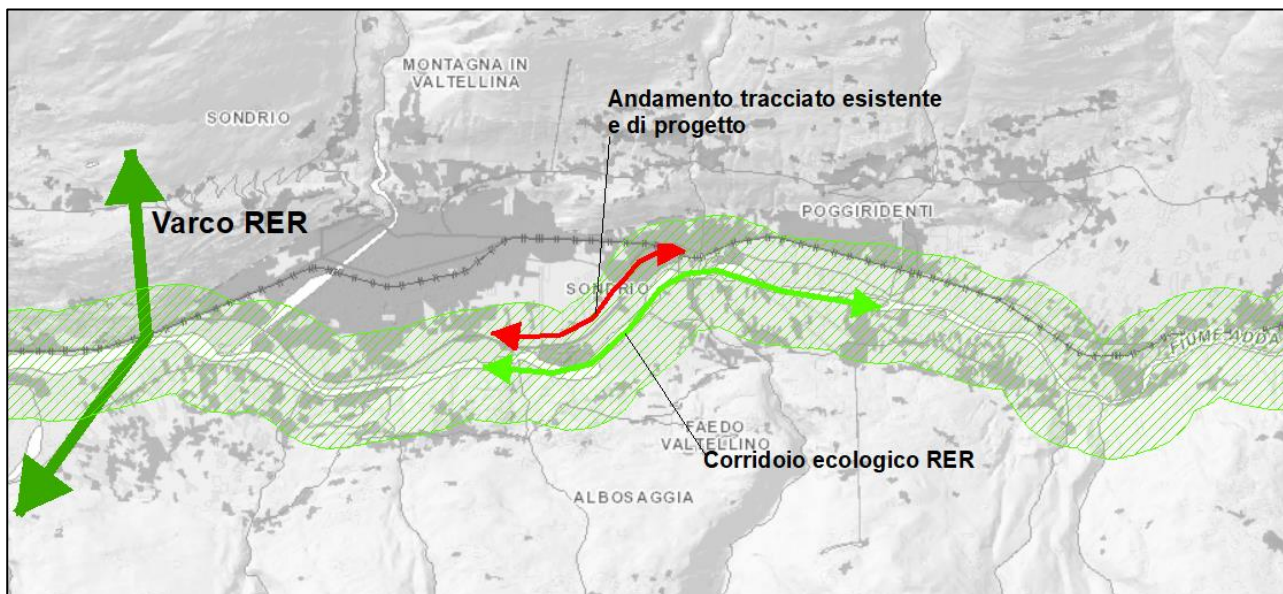 MONTAGNA IN
VALTELLINA
SONDRIO
Andamento tracciato esistente
e di progetto
Varco RER
POGGIRIDENTI
SONDRIO
FIUME ADDA
FAEDO
VALTELLINO
Corridoio ecologico RER
ALBOSAGGIA